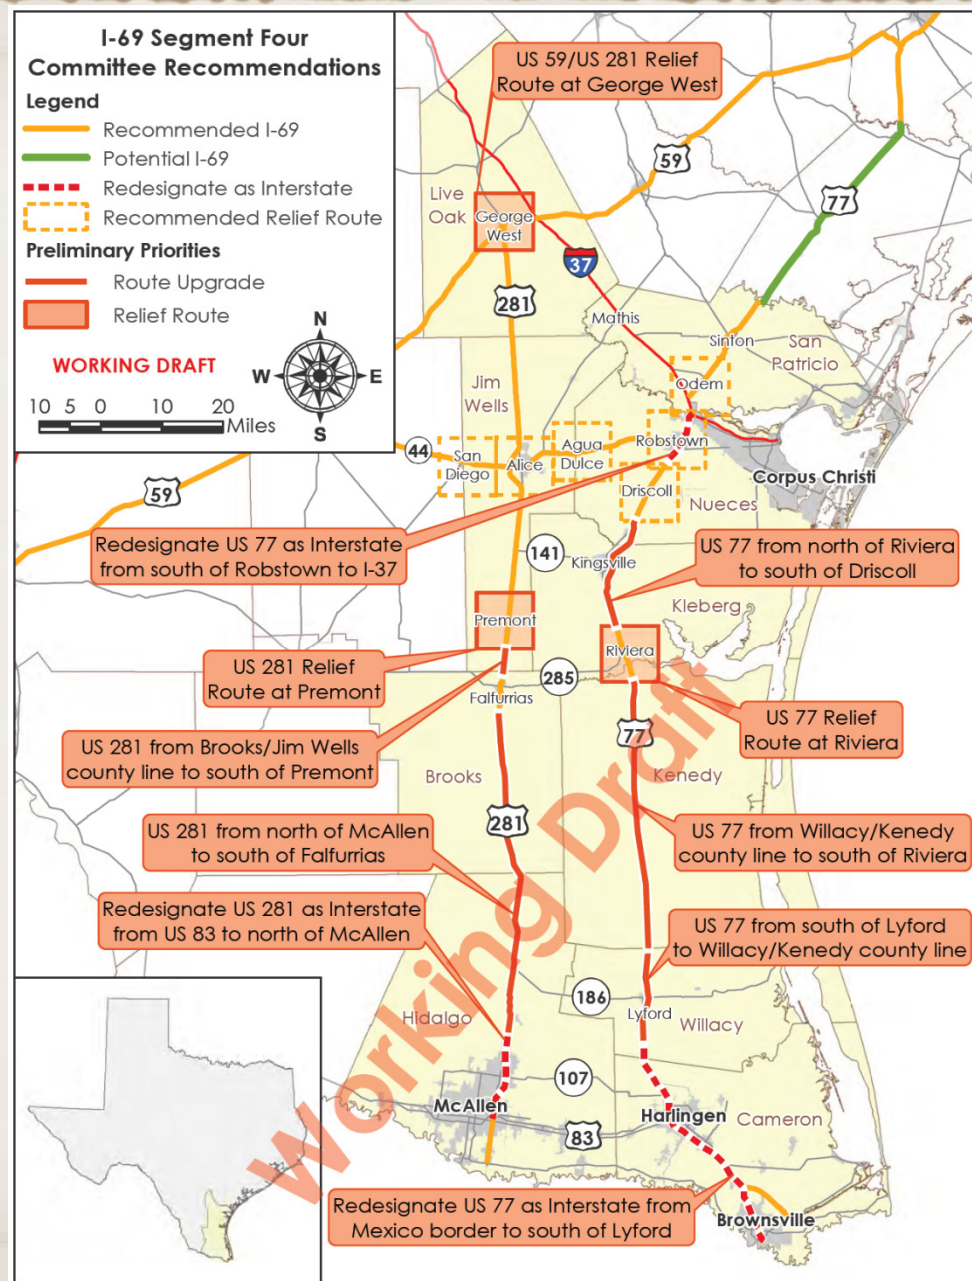 I-69 Segment Four
Committee Recommendations
Legend
Recommended I-69
Potential I-69
Redesignate as Interstate
Recommended Relief Route
Preliminary Priorities
Route Upgrade
Relief Route
WORKING DRAFT
N
W
E
S
10 5 0 10 20
Miles
US 59/US 281 Relief
Route at George West
59
77
Live
Oak
George
West
37
281
Mathis
Sinton
San
Patricio
Odem
Jim
Wells
44
San
Diego
Alice
Agua
Dulce
Robstown
Corpus Christi
Driscoll
Nueces
59
Redesignate US 77 as Interstate
from south of Robstown to I-37
141
Kingsville
US 77 from north of Riviera
to south of Driscoll
Kleberg
Premont
Riviera
US 281 Relief
Route at Premont
285
Falfurrias
US 77 Relief
Route at Riviera
77
US 281 from Brooks/Jim Wells
county line to south of Premont
Brooks
Kenedy
281
US 281 from north of McAllen
to south of Falfurrias
US 77 from Willacy/Kenedy
county line to south of Riviera
Redesignate US 281 as Interstate
from US 83 to north of McAllen
US 77 from south of Lyford
to Willacy/Kenedy county line
186
Hidalgo
Lyford
Willacy
107
McAllen
Harlingen
Cameron
83
Redesignate US 77 as Interstate from
Mexico border to south of Lyford
Brownsville
Working Draft